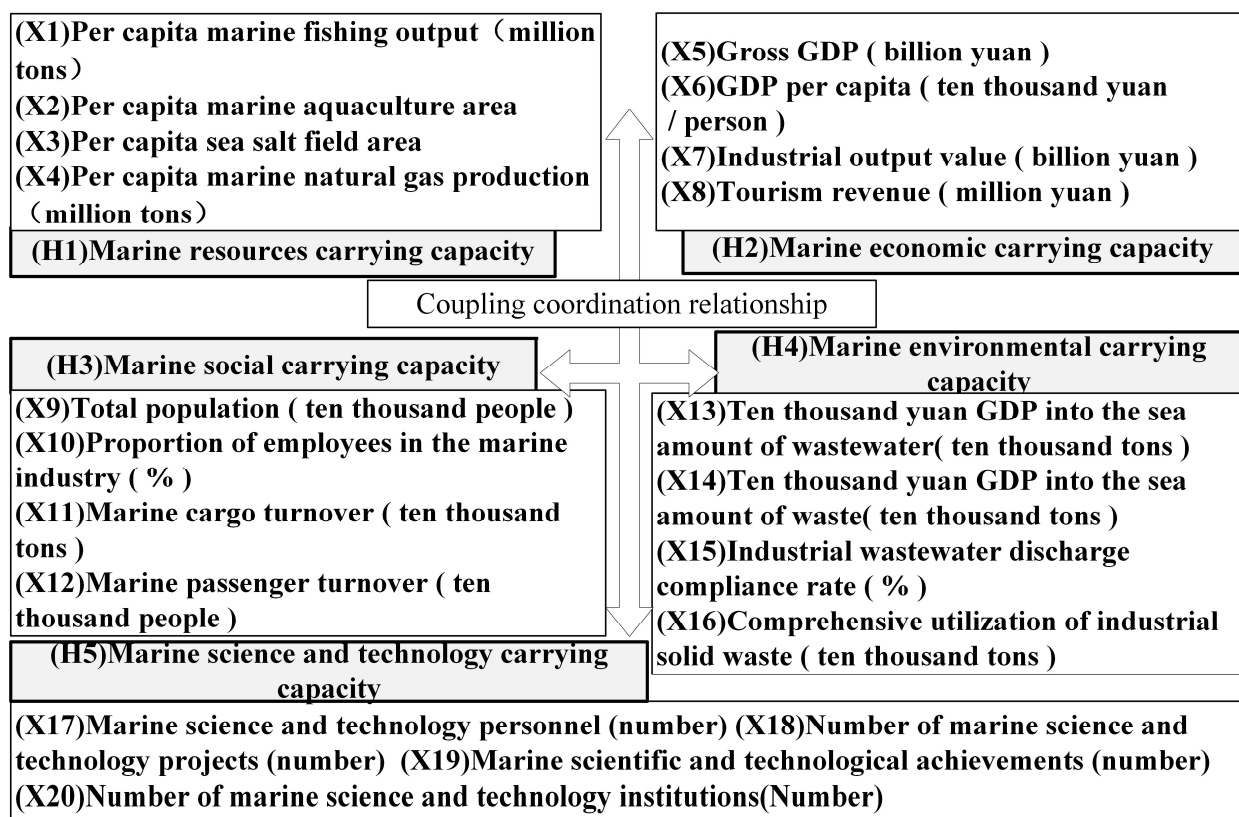 (X1)Per capita marine fishing output（million
tons）
(X2)Per capita marine aquaculture area
(X3)Per capita sea salt field area
(X4)Per capita marine natural gas production
（million tons）
(H1)Marine resources carrying capacity
(X5)Gross GDP ( billion yuan )
(X6)GDP per capita ( ten thousand yuan
/ person )
(X7)Industrial output value ( billion yuan )
(X8)Tourism revenue ( million yuan )
(H2)Marine economic carrying capacity
Coupling coordination relationship
(H3)Marine social carrying capacity
(X9)Total population ( ten thousand people )
(X10)Proportion of employees in the marine
industry ( % )
(X11)Marine cargo turnover ( ten thousand
tons )
(X12)Marine passenger turnover ( ten
thousand people )
(H4)Marine environmental carrying
capacity
(X13)Ten thousand yuan GDP into the sea
amount of wastewater( ten thousand tons )
(X14)Ten thousand yuan GDP into the sea
amount of waste( ten thousand tons )
(X15)Industrial wastewater discharge
compliance rate ( % )
(X16)Comprehensive utilization of industrial
solid waste ( ten thousand tons )
(H5)Marine science and technology carrying
capacity
(X17)Marine science and technology personnel (number) (X18)Number of marine science and
technology projects (number) (X19)Marine scientific and technological achievements (number)
(X20)Number of marine science and technology institutions(Number)